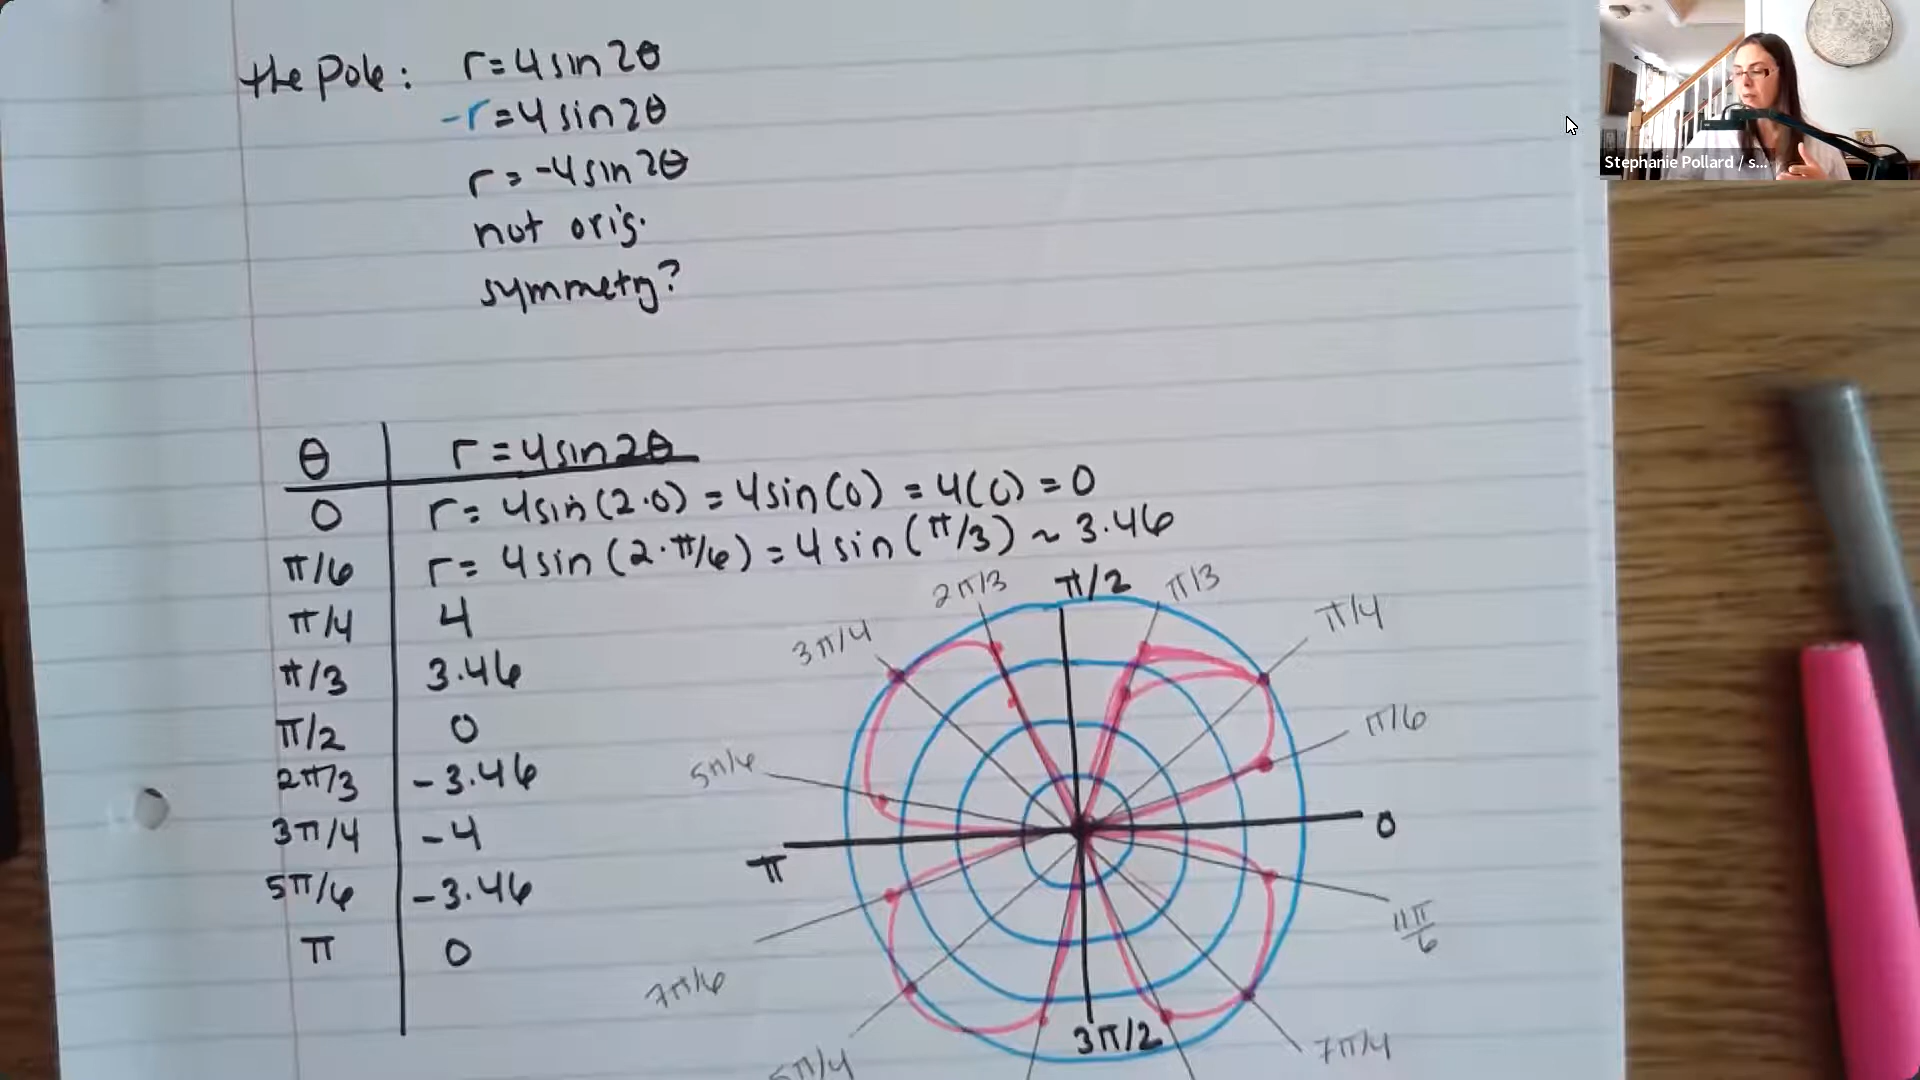 the pole: r=4sin2θ
-r=4sin2θ
r=-4sin2θ
not orig.
symmetry?
θ r=4sin2θ
0 r=4sin(2·0)=4sin(0)=4(0)=0
π/6 r=4sin(2·π/6)=4sin(π/3)~3.46
π/4 4
π/3 3.46
π/2 0
2π/3 -3.46
3π/4 -4
5π/6 -3.46
π 0
2π/3 π/2 π/3
3π/4 π/4
5π/6 π/6
π 0
7π/6 11π/6
5π/4 3π/2 7π/4
Stephanie Pollard / s...